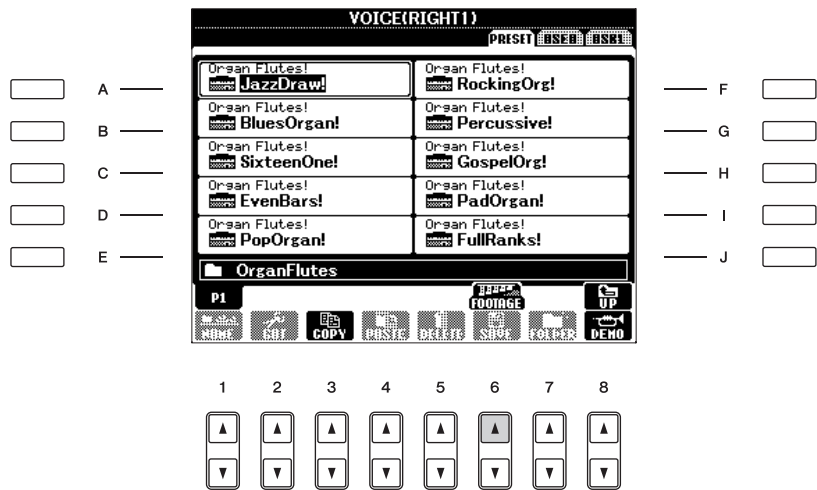 VOICE(RIGHT1)
PRESET USER USB1
A
B
C
D
E
Organ Flutes!
JazzDraw!
Organ Flutes!
BluesOrgan!
Organ Flutes!
SixteenOne!
Organ Flutes!
EvenBars!
Organ Flutes!
PopOrgan!
Organ Flutes!
RockingOrg!
Organ Flutes!
Percussive!
Organ Flutes!
GospelOrg!
Organ Flutes!
PadOrgan!
Organ Flutes!
FullRanks!
F
G
H
I
J
OrganFlutes
P1 FOOTAGE UP
NAME CUT COPY PASTE DELETE SAVE FOLDER DEMO
1 2 3 4 5 6 7 8